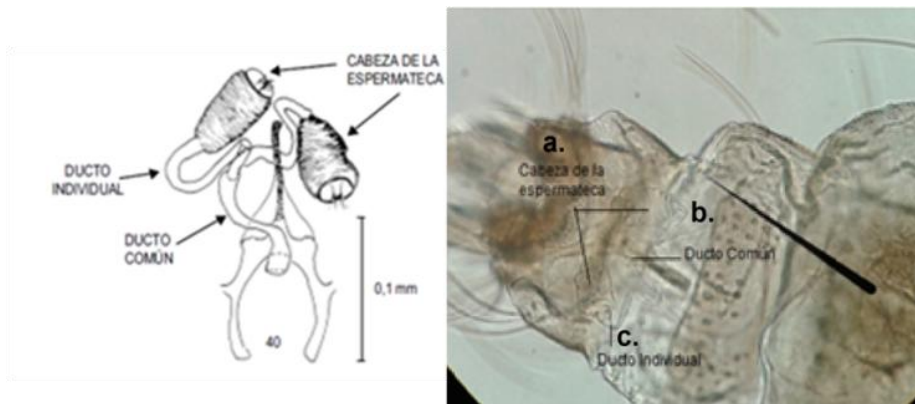 CABEZA DE LA
ESPERMATECA
DUCTO
INDIVIDUAL
DUCTO
COMÚN
0,1 mm
40
a.
Cabeza de la
espermateca
b.
Ducto Común
c.
Ducto Individual